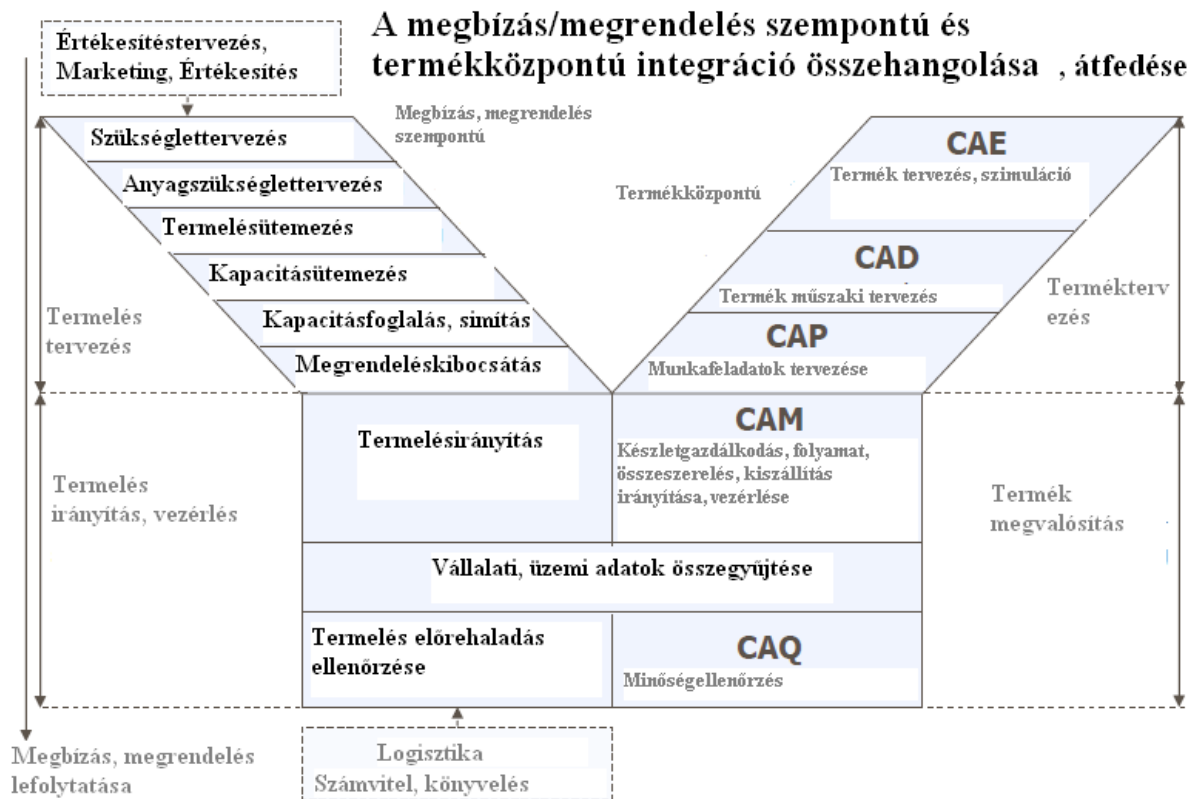 A megbízás/megrendelés szempontú és
termékközpontú integráció összehangolása , átfedése
Értékesítéstervezés,
Marketing, Értékesítés
Megbízás, megrendelés
szempontú
Szükséglettervezés
Anyagszükséglettervezés
Termelésütemezés
Kapacitásütemezés
Kapacitásfoglalás, simítás
Megrendeléskibocsátás
Termelés
tervezés
Termékközpontú
CAE
Termék tervezés, szimuláció
CAD
Termék műszaki tervezés
CAP
Munkafeladatok tervezése
Termékterv
ezés
Termelésirányítás
CAM
Készletgazdálkodás, folyamat,
összeszerelés, kiszállítás
irányítása, vezérlése
Termelés
irányítás, vezérlés
Termék
megvalósítás
Vállalati, üzemi adatok összegyűjtése
Termelés előrehaladás
ellenőrzése
CAQ
Minőségellenőrzés
Megbízás, megrendelés
lefolytatása
Logisztika
Számvitel, könyvelés